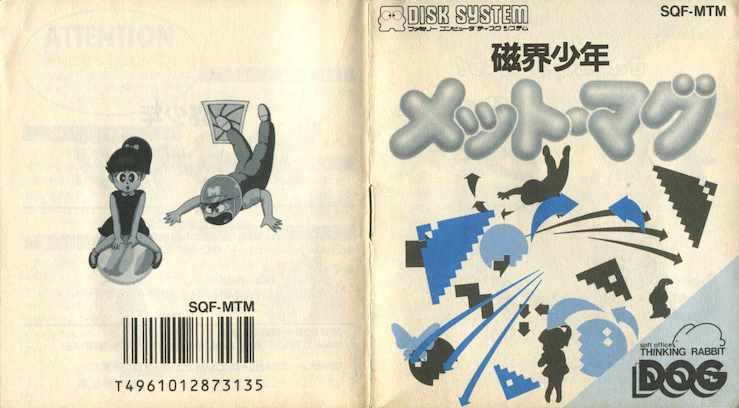 ATTENTION
M
SQF-MTM
T4961012873135
DISK SYSTEM
ファミリー コンピュータ ディスク システム
SQF-MTM
磁界少年
メット・マグ
soft office
THINKING RABBIT
DOG